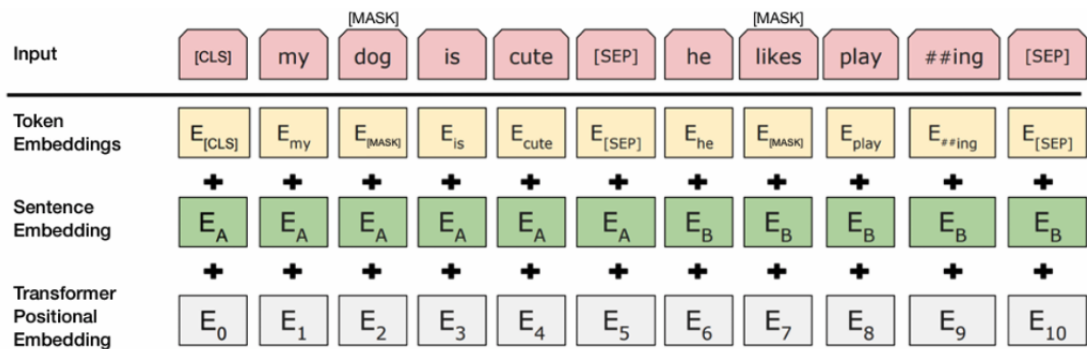 [MASK] [MASK]
Input [CLS] my dog is cute [SEP] he likes play ##ing [SEP]
Token Embeddings E[CLS] Emy E[MASK] Eis Ecute E[SEP] Ehe E[MASK] Eplay E##ing E[SEP]
+ + + + + + + + + + +
Sentence Embedding EA EA EA EA EA EA EB EB EB EB EB
+ + + + + + + + + + +
Transformer Positional Embedding E0 E1 E2 E3 E4 E5 E6 E7 E8 E9 E10